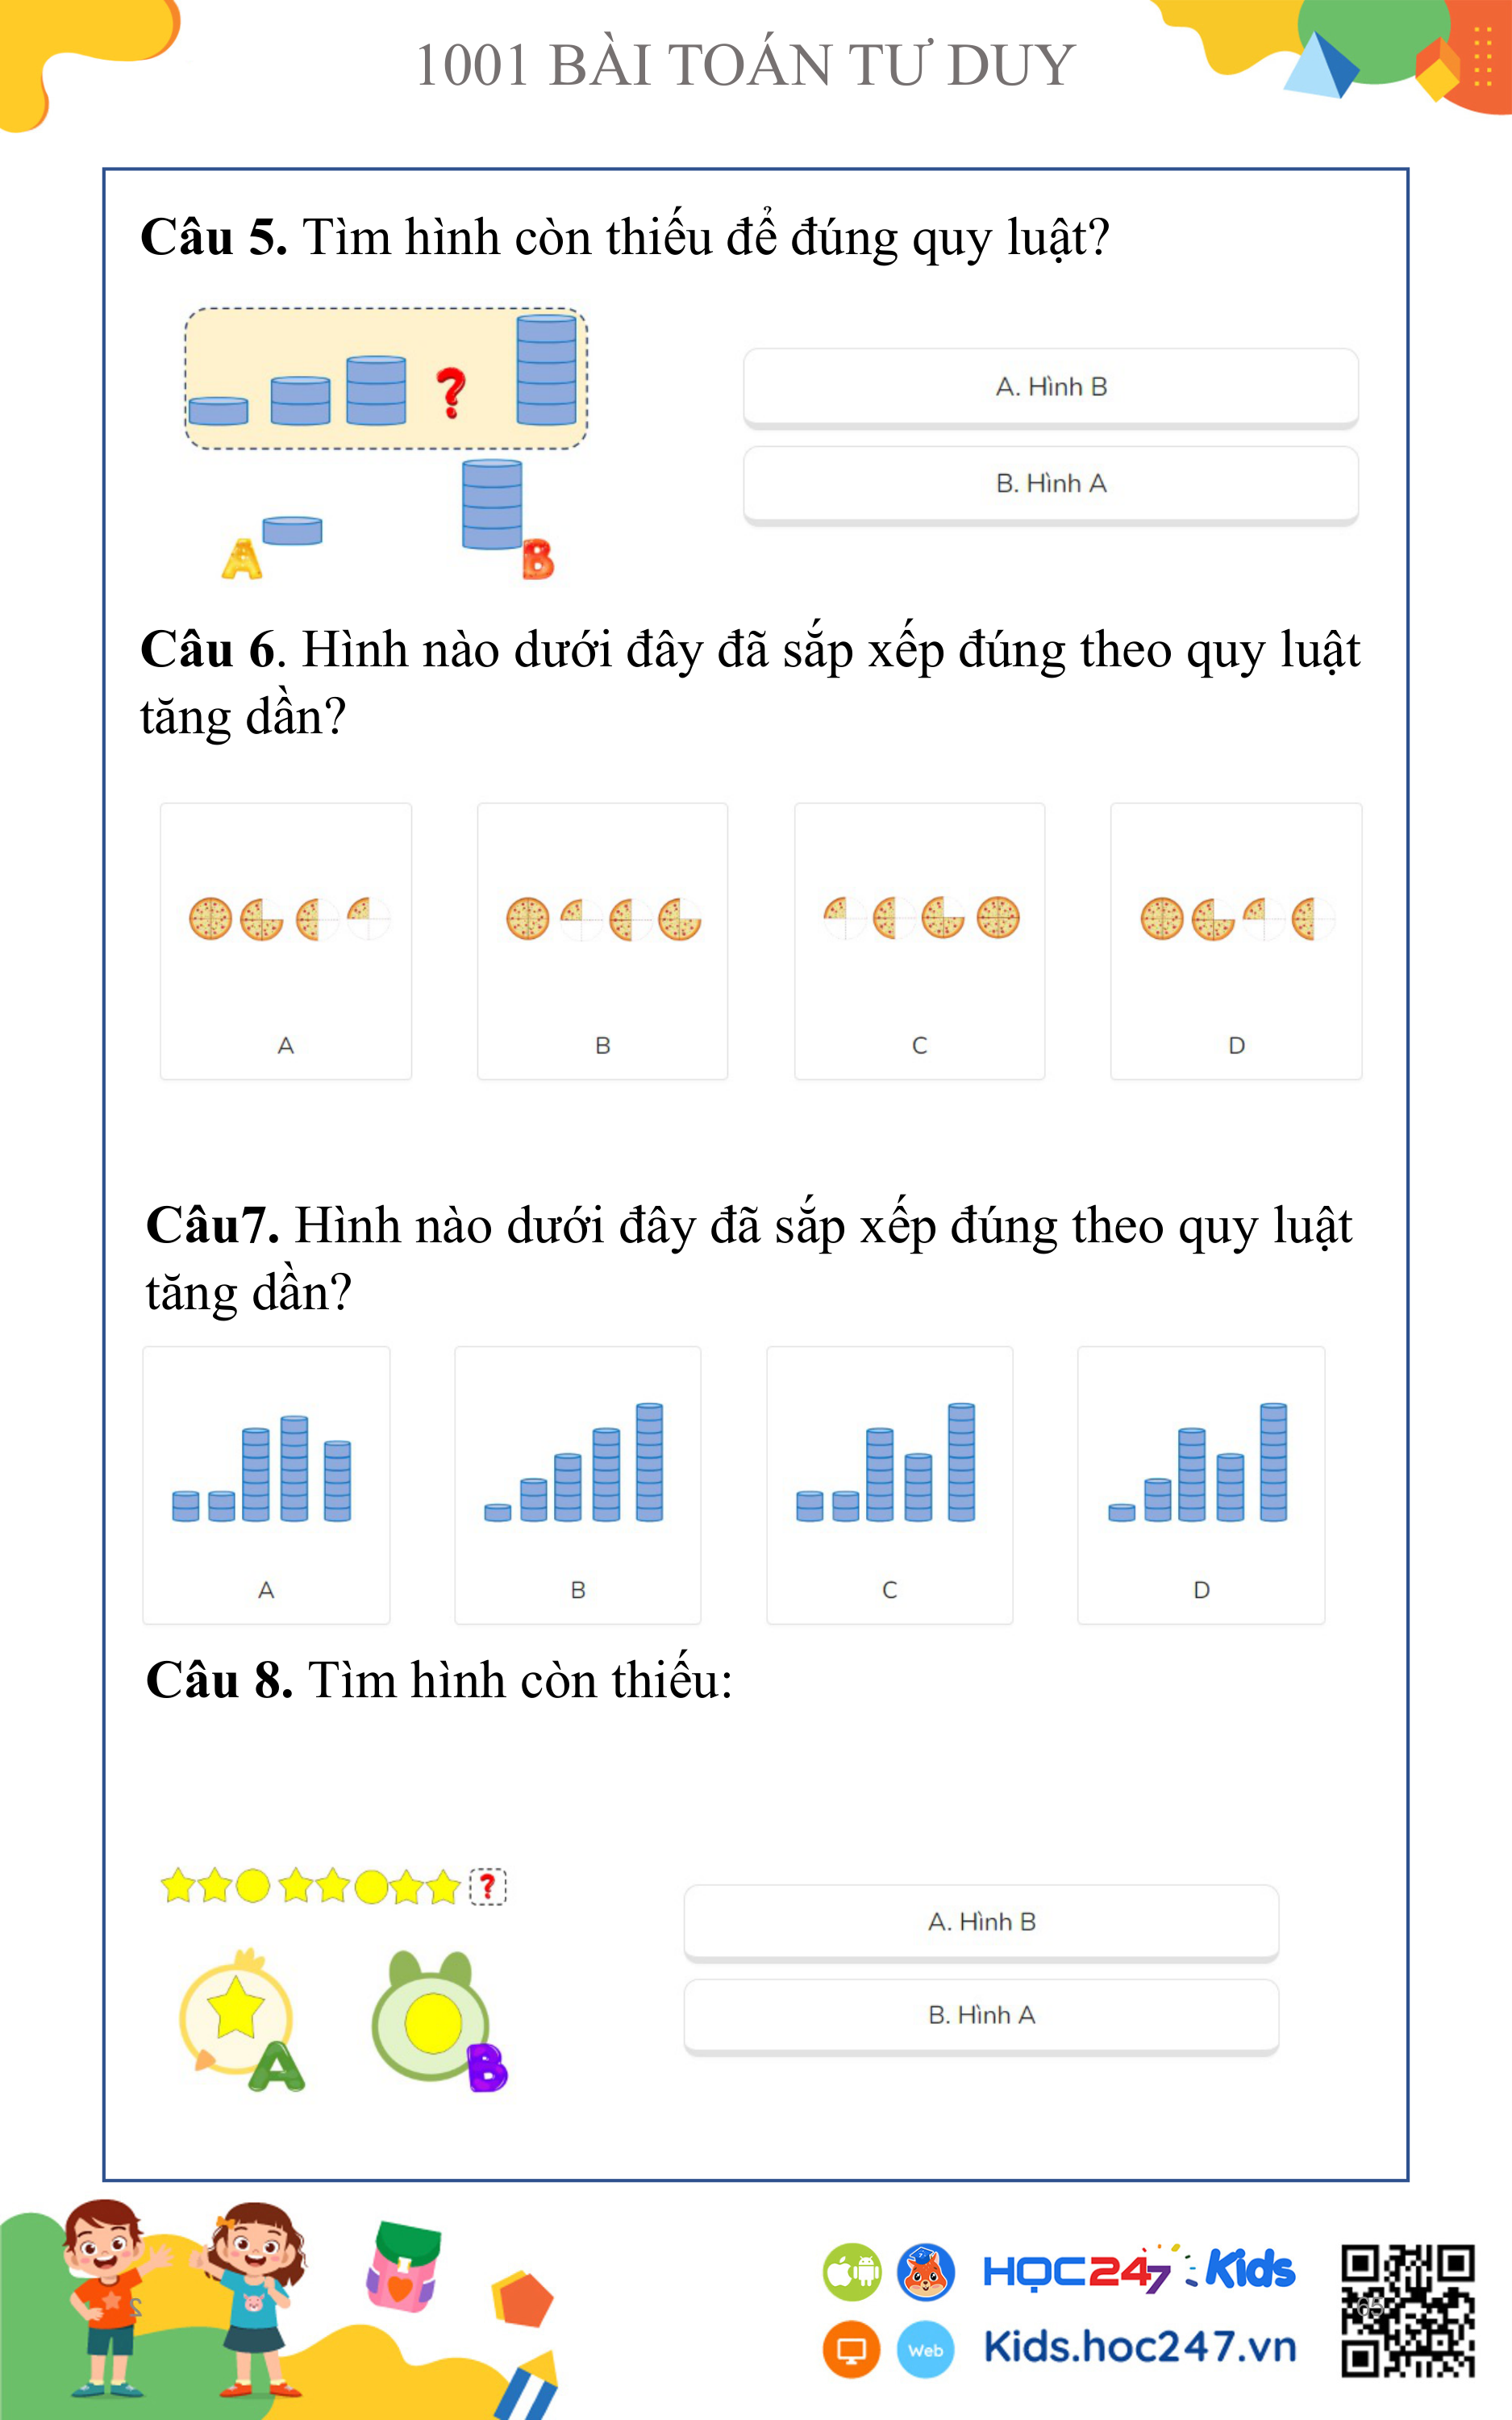 1001 BÀI TOÁN TƯ DUY
Câu 5. Tìm hình còn thiếu để đúng quy luật?
?
A. Hình B
B. Hình A
A B
Câu 6. Hình nào dưới đây đã sắp xếp đúng theo quy luật
tăng dần?
A B C D
Câu7. Hình nào dưới đây đã sắp xếp đúng theo quy luật
tăng dần?
A B C D
Câu 8. Tìm hình còn thiếu:
?
A. Hình B
B. Hình A
A B
HỌC247 Kids
65
2
Web
Kids.hoc247.vn